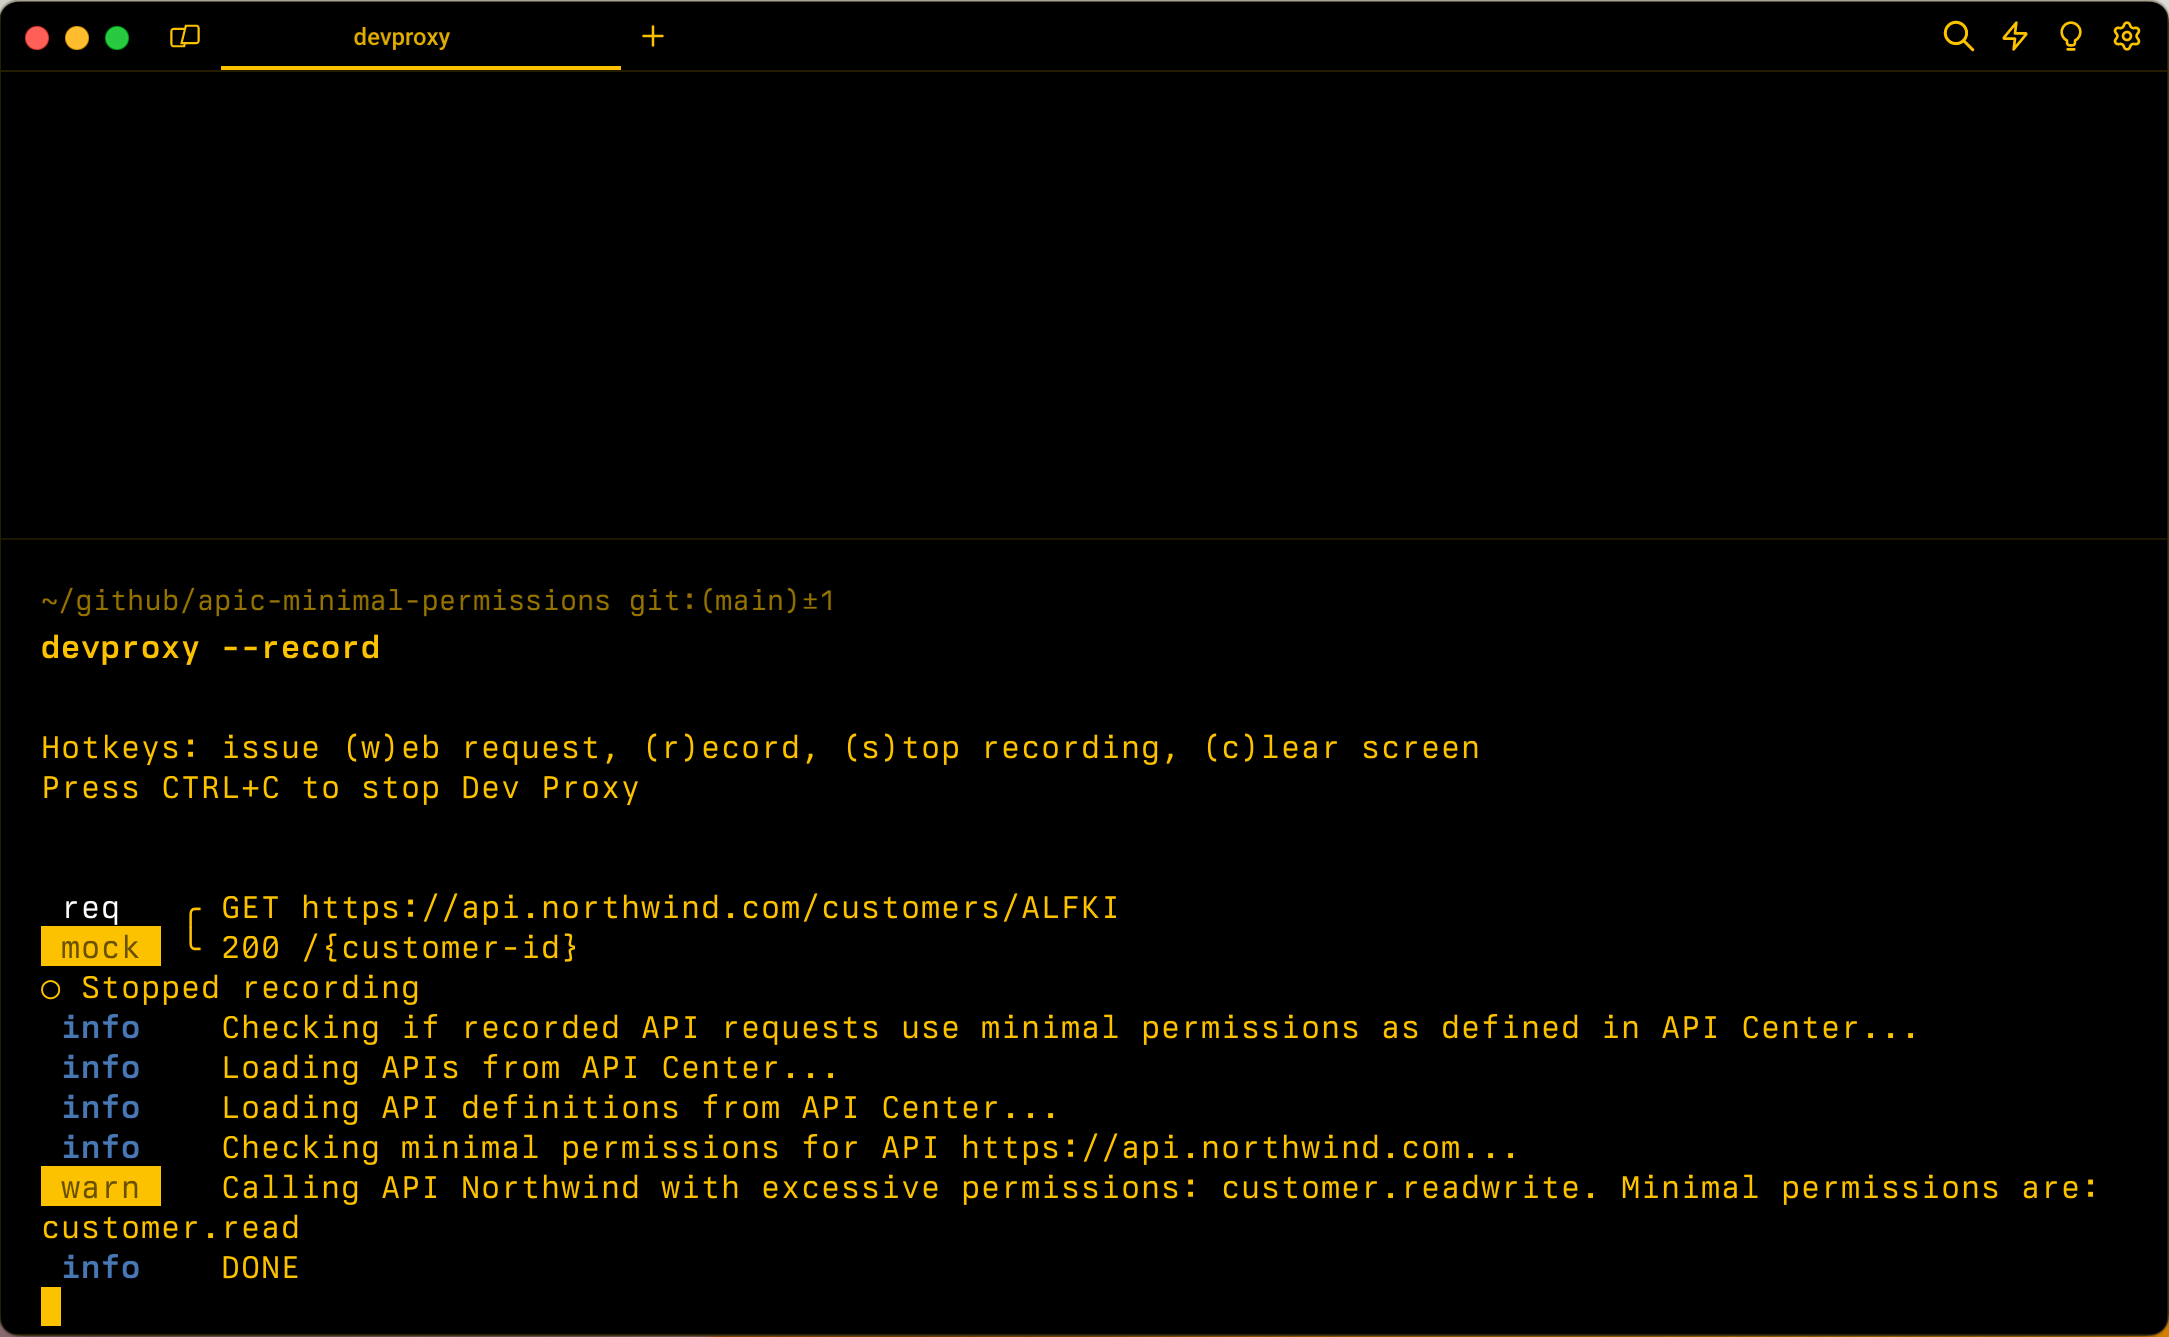 devproxy
~/github/apic-minimal-permissions git:(main)±1
devproxy --record
Hotkeys: issue (w)eb request, (r)ecord, (s)top recording, (c)lear screen
Press CTRL+C to stop Dev Proxy
req GET https://api.northwind.com/customers/ALFKI
mock 200 /{customer-id}
○ Stopped recording
info Checking if recorded API requests use minimal permissions as defined in API Center...
info Loading APIs from API Center...
info Loading API definitions from API Center...
info Checking minimal permissions for API https://api.northwind.com...
warn Calling API Northwind with excessive permissions: customer.readwrite. Minimal permissions are:
customer.read
info DONE